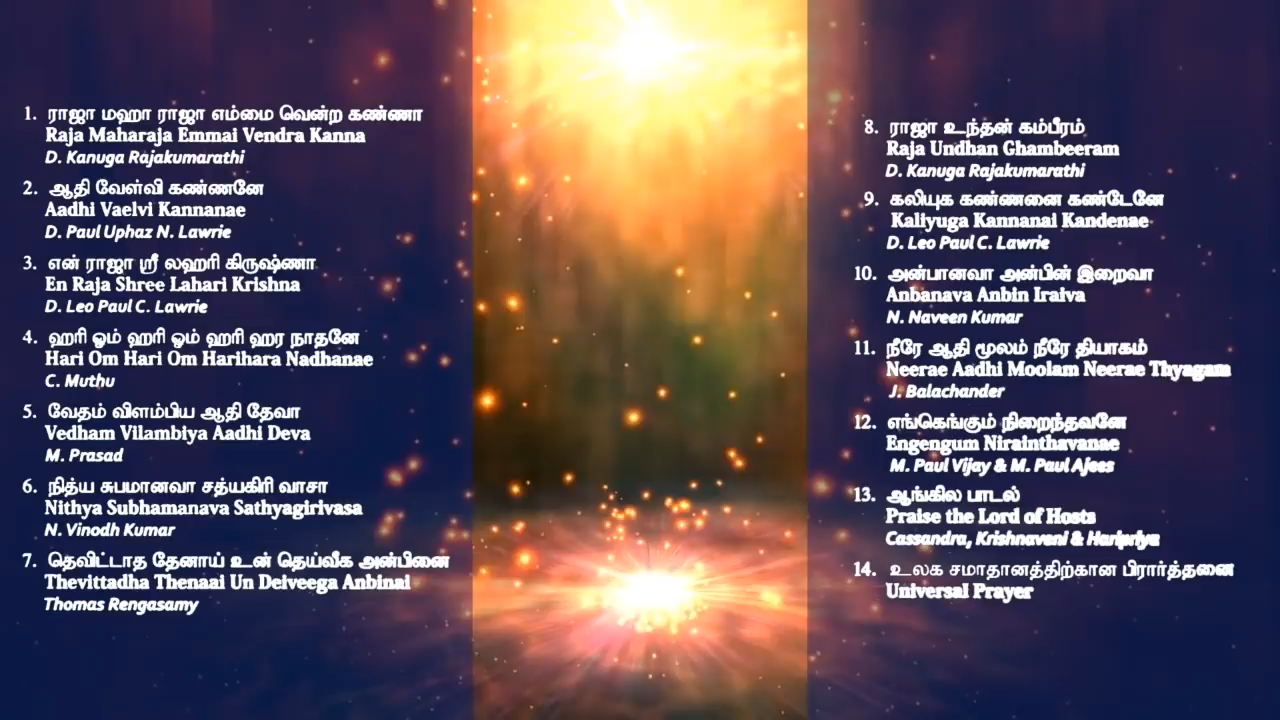 1. ராஜா மஹா ராஜா எம்மை வென்ற கண்ணா
Raja Maharaja Emmai Vendra Kanna
D. Kanuga Rajakumarathi
2. ஆதி வேள்வி கண்ணனே
Aadhi Vaelvi Kannanae
D. Paul Uphaz N. Lawrie
3. என் ராஜா ஸ்ரீ லஹரி கிருஷ்ணா
En Raja Shree Lahari Krishna
D. Leo Paul C. Lawrie
4. ஹரி ஓம் ஹரி ஓம் ஹரி ஹர நாதனே
Hari Om Hari Om Harihara Nadhanae
C. Muthu
5. வேதம் விளம்பிய ஆதி தேவா
Vedham Vilambiya Aadhi Deva
M. Prasad
6. நித்ய சுபமானவா சத்யகிரி வாசா
Nithya Subhamanava Sathyagirivasa
N. Vinodh Kumar
7. தெவிட்டாத தேனாய் உன் தெய்வீக அன்பினை
Thevittadha Thenaai Un Deiveega Anbinai
Thomas Rengasamy
8. ராஜா உந்தன் கம்பீரம்
Raja Undhan Ghambeeram
D. Kanuga Rajakumarathi
9. கலியுக கண்ணனை கண்டேனே
Kaliyuga Kannanai Kandenae
D. Leo Paul C. Lawrie
10. அன்பானவா அன்பின் இறைவா
Anbanava Anbin Iraiva
N. Naveen Kumar
11. நீரே ஆதி மூலம் நீரே தியாகம்
Neerae Aadhi Moolam Neerae Thyagam
J. Balachander
12. எங்கெங்கும் நிறைந்தவனே
Engengum Nirainthavanae
M. Paul Vijay & M. Paul Ajees
13. ஆங்கில பாடல்
Praise the Lord of Hosts
Cassandra, Krishnaveni & Haripriya
14. உலக சமாதானத்திற்கான பிரார்த்தனை
Universal Prayer